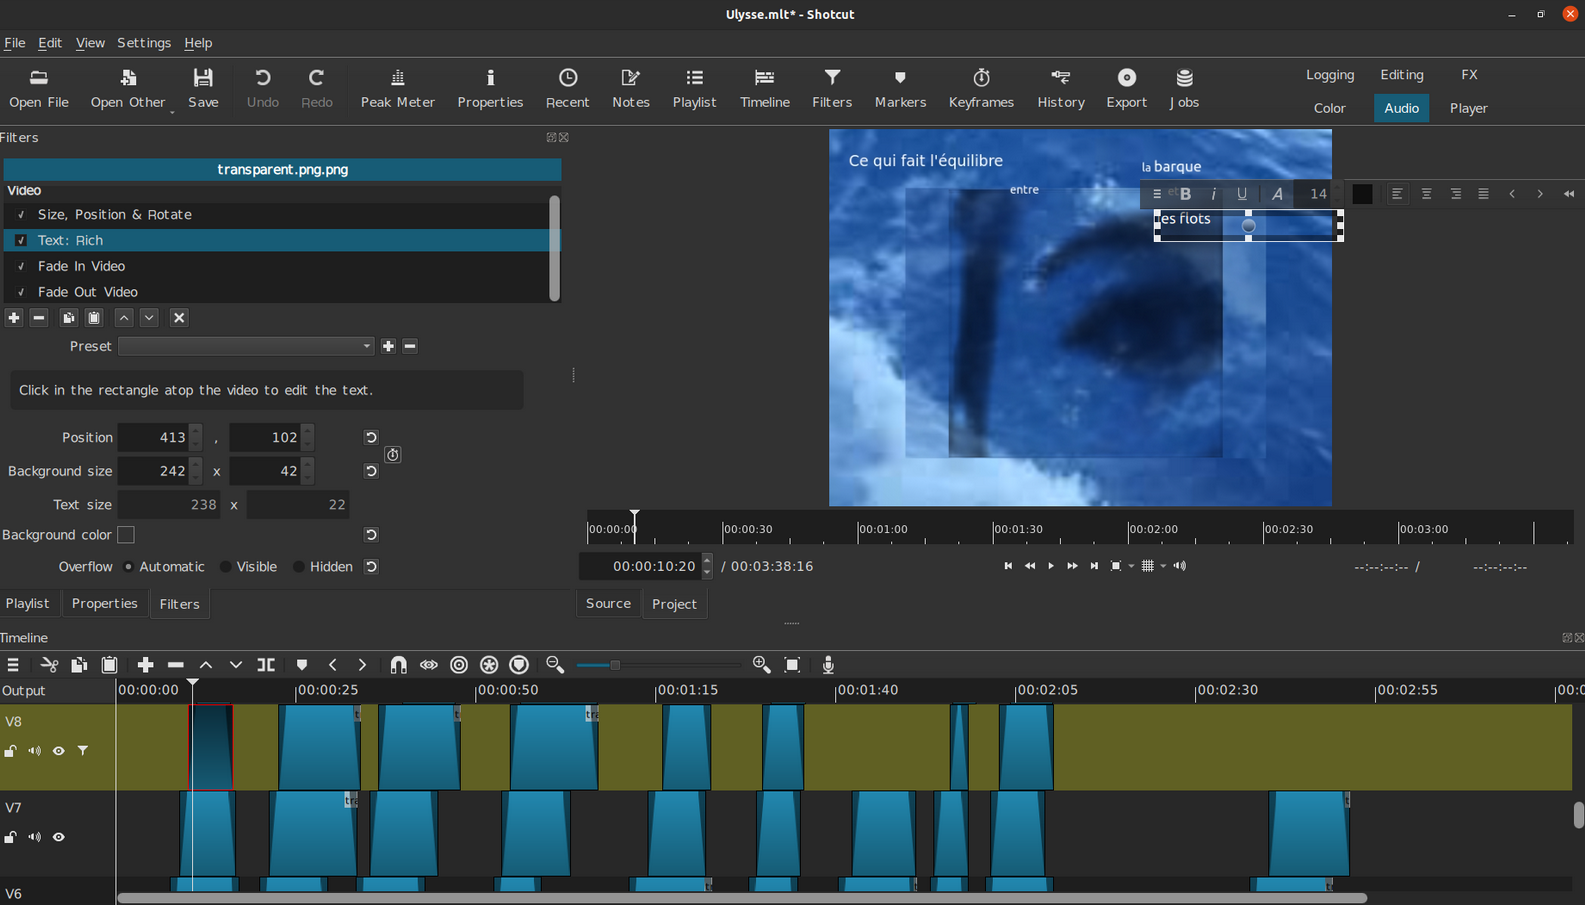 Ulysse.mlt* - Shotcut
File Edit View Settings Help
Open File Open Other Save Undo Redo Peak Meter Properties Recent Notes Playlist Timeline Filters Markers Keyframes History Export Jobs
Logging Editing FX
Color Audio Player
Filters
transparent.png.png
Video
Size, Position & Rotate
Text: Rich
Fade In Video
Fade Out Video
Preset
Click in the rectangle atop the video to edit the text.
Position 413 , 102
Background size 242 x 42
Text size 238 x 22
Background color
Overflow Automatic Visible Hidden
Playlist Properties Filters
Ce qui fait l'équilibre
la barque
entre
et
B i U A 14
les flots
00:00:00 00:00:30 00:01:00 00:01:30 00:02:00 00:02:30 00:03:00
00:00:10:20 / 00:03:38:16
--:--:--:-- / --:--:--:--
Source Project
Timeline
Output 00:00:00 00:00:25 00:00:50 00:01:15 00:01:40 00:02:05 00:02:30 00:02:55
V8
V7
V6